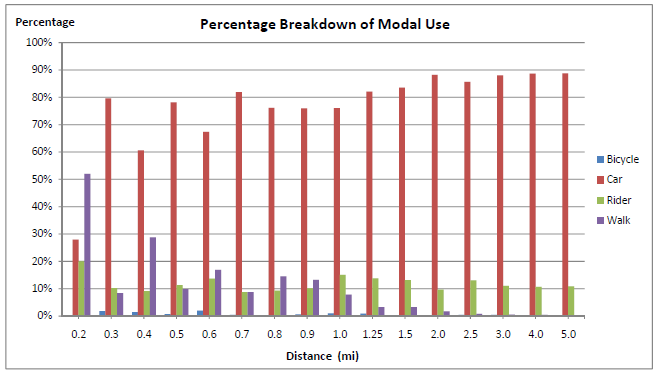 Percentage
Percentage Breakdown of Modal Use
100%
90%
80%
70%
60%
50%
40%
30%
20%
10%
0%
0.2 0.3 0.4 0.5 0.6 0.7 0.8 0.9 1.0 1.25 1.5 2.0 2.5 3.0 4.0 5.0
Distance (mi)
Bicycle
Car
Rider
Walk